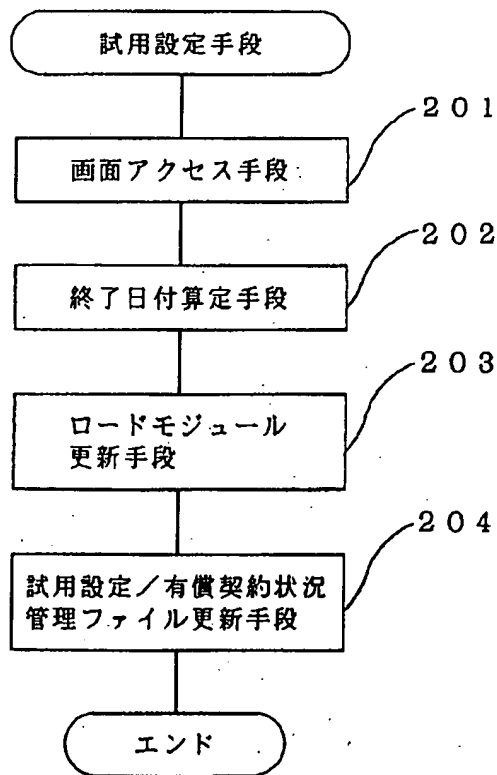 試用設定手段
201
画面アクセス手段
202
終了日付算定手段
203
ロードモジュール
更新手段
204
試用設定／有償契約状況
管理ファイル更新手段
エンド